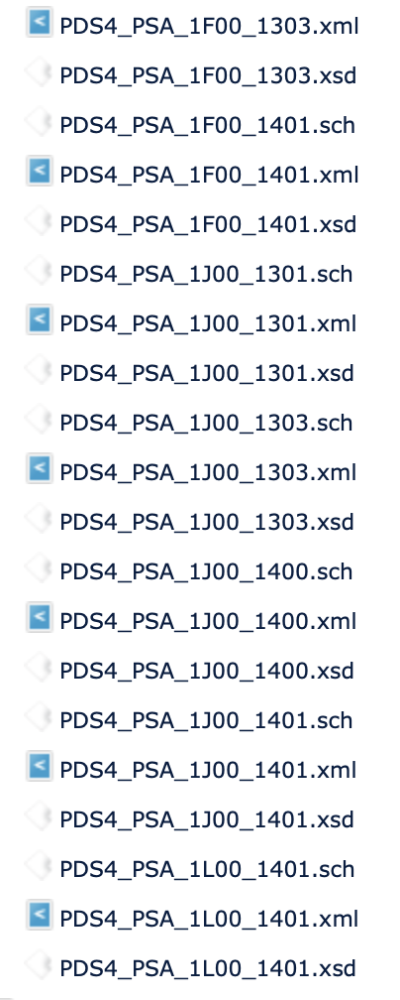 PDS4_PSA_1F00_1303.xml
PDS4_PSA_1F00_1303.xsd
PDS4_PSA_1F00_1401.sch
PDS4_PSA_1F00_1401.xml
PDS4_PSA_1F00_1401.xsd
PDS4_PSA_1J00_1301.sch
PDS4_PSA_1J00_1301.xml
PDS4_PSA_1J00_1301.xsd
PDS4_PSA_1J00_1303.sch
PDS4_PSA_1J00_1303.xml
PDS4_PSA_1J00_1303.xsd
PDS4_PSA_1J00_1400.sch
PDS4_PSA_1J00_1400.xml
PDS4_PSA_1J00_1400.xsd
PDS4_PSA_1J00_1401.sch
PDS4_PSA_1J00_1401.xml
PDS4_PSA_1J00_1401.xsd
PDS4_PSA_1L00_1401.sch
PDS4_PSA_1L00_1401.xml
PDS4_PSA_1L00_1401.xsd